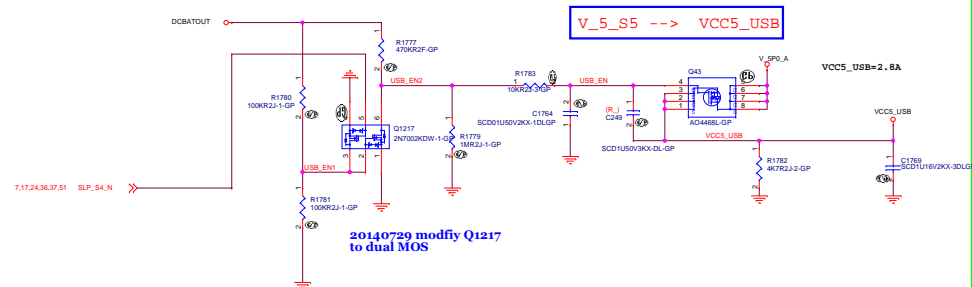 V_5_S5 --> VCC5_USB
DCBATOUT
R1777
470KR2F-GP
USB_EN2
R1783
10KR2J-3-GP
USB_EN
Q43
V_5P0_A
VCC5_USB=2.8A
R1780
100KR2J-1-GP
C1764
SCD01U50V2KX-1DLGP
(R_)
C249
SCD1U50V3KX-DL-GP
AO4468L-GP
VCC5_USB
VCC5_USB
Q1217
2N7002KDW-1-GP
R1779
1MR2J-1-GP
USB_EN1
R1782
4K7R2J-2-GP
C1769
SCD1U16V2KX-3DLGP
7,17,24,36,37,51 SLP_S4_N
R1781
100KR2J-1-GP
20140729 modfiy Q1217
to dual MOS